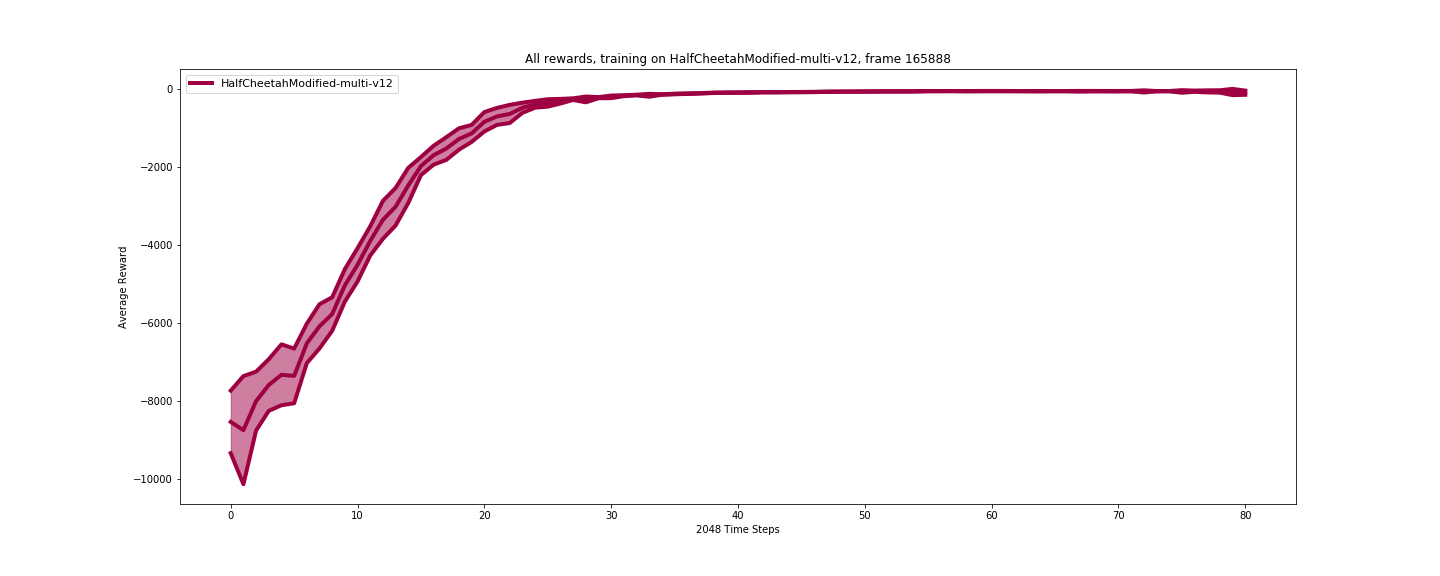 All rewards, training on HalfCheetahModified-multi-v12, frame 165888
HalfCheetahModified-multi-v12
0
−2000
−4000
−6000
−8000
−10000
Average Reward
0 10 20 30 40 50 60 70 80
2048 Time Steps